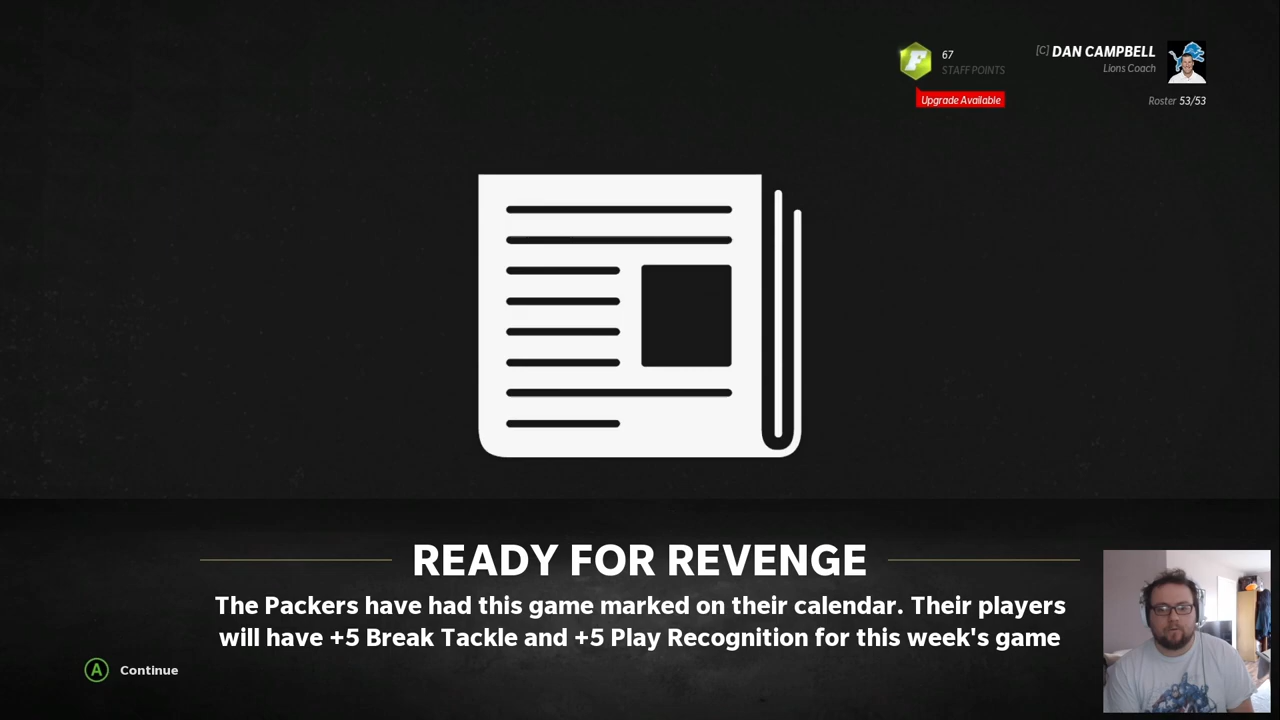 67
STAFF POINTS
Upgrade Available
[C] DAN CAMPBELL
Lions Coach
Roster 53/53
READY FOR REVENGE
The Packers have had this game marked on their calendar. Their players
will have +5 Break Tackle and +5 Play Recognition for this week's game
A Continue